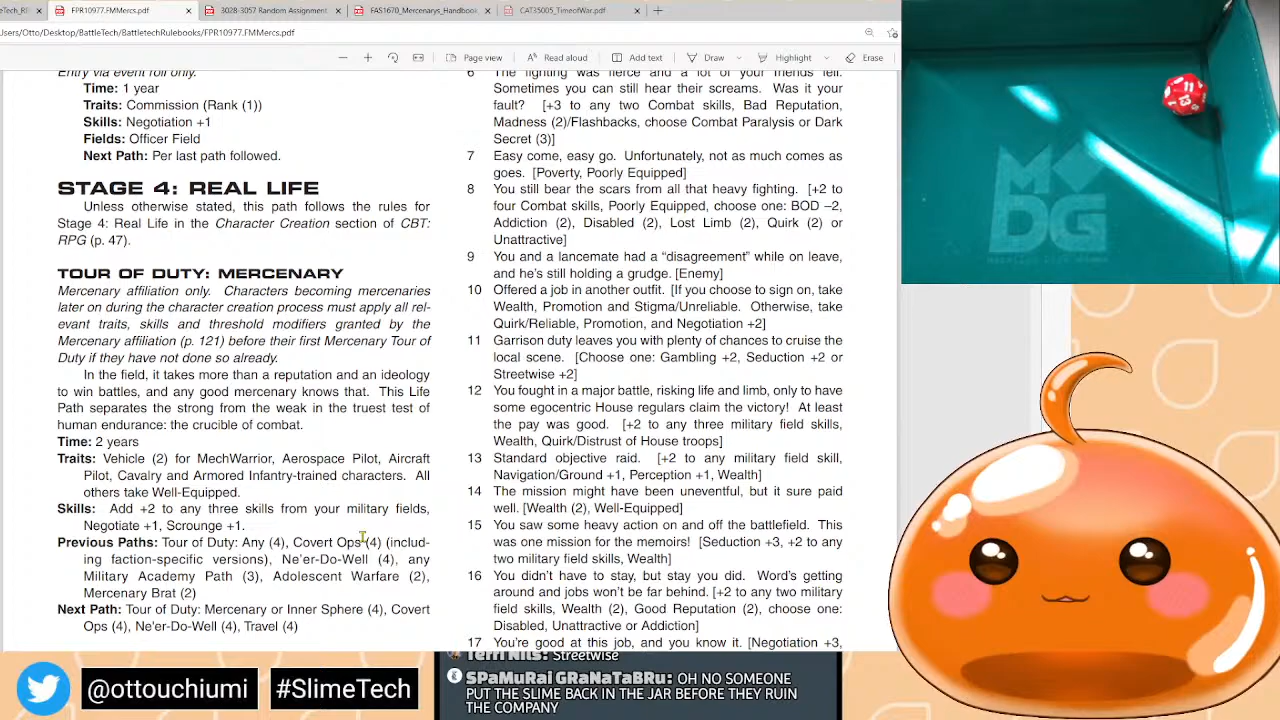 FPR10977.FMMercs.pdf
3028-3057 Random Assignment
FAS1670_Mercenarys_Handbook
CAT35005_TimeofWar.pdf
Users/Otto/Desktop/BattleTech/BattletechRulebooks/FPR10977.FMMercs.pdf
Page view
Read aloud
Add text
Draw
Highlight
Erase
Entry via event roll only.
Time: 1 year
Traits: Commission (Rank (1))
Skills: Negotiation +1
Fields: Officer Field
Next Path: Per last path followed.
STAGE 4: REAL LIFE
Unless otherwise stated, this path follows the rules for
Stage 4: Real Life in the Character Creation section of CBT:
RPG (p. 47).
TOUR OF DUTY: MERCENARY
Mercenary affiliation only. Characters becoming mercenaries
later on during the character creation process must apply all rel-
evant traits, skills and threshold modifiers granted by the
Mercenary affiliation (p. 121) before their first Mercenary Tour of
Duty if they have not done so already.
In the field, it takes more than a reputation and an ideology
to win battles, and any good mercenary knows that. This Life
Path separates the strong from the weak in the truest test of
human endurance: the crucible of combat.
Time: 2 years
Traits: Vehicle (2) for MechWarrior, Aerospace Pilot, Aircraft
Pilot, Cavalry and Armored Infantry-trained characters. All
others take Well-Equipped.
Skills: Add +2 to any three skills from your military fields,
Negotiate +1, Scrounge +1.
Previous Paths: Tour of Duty: Any (4), Covert Ops (4) (includ-
ing faction-specific versions), Ne'er-Do-Well (4), any
Military Academy Path (3), Adolescent Warfare (2),
Mercenary Brat (2)
Next Path: Tour of Duty: Mercenary or Inner Sphere (4), Covert
Ops (4), Ne'er-Do-Well (4), Travel (4)
6 The fighting was fierce and a lot of your friends fell.
Sometimes you can still hear their screams. Was it your
fault? [+3 to any two Combat skills, Bad Reputation,
Madness (2)/Flashbacks, choose Combat Paralysis or Dark
Secret (3)]
7 Easy come, easy go. Unfortunately, not as much comes as
goes. [Poverty, Poorly Equipped]
8 You still bear the scars from all that heavy fighting. [+2 to
four Combat skills, Poorly Equipped, choose one: BOD –2,
Addiction (2), Disabled (2), Lost Limb (2), Quirk (2) or
Unattractive]
9 You and a lancemate had a “disagreement” while on leave,
and he's still holding a grudge. [Enemy]
10 Offered a job in another outfit. [If you choose to sign on, take
Wealth, Promotion and Stigma/Unreliable. Otherwise, take
Quirk/Reliable, Promotion, and Negotiation +2]
11 Garrison duty leaves you with plenty of chances to cruise the
local scene. [Choose one: Gambling +2, Seduction +2 or
Streetwise +2]
12 You fought in a major battle, risking life and limb, only to have
some egocentric House regulars claim the victory! At least
the pay was good. [+2 to any three military field skills,
Wealth, Quirk/Distrust of House troops]
13 Standard objective raid. [+2 to any military field skill,
Navigation/Ground +1, Perception +1, Wealth]
14 The mission might have been uneventful, but it sure paid
well. [Wealth (2), Well-Equipped]
15 You saw some heavy action on and off the battlefield. This
was one mission for the memoirs! [Seduction +3, +2 to any
two military field skills, Wealth]
16 You didn't have to stay, but stay you did. Word's getting
around and jobs won't be far behind. [+2 to any two military
field skills, Wealth (2), Good Reputation (2), choose one:
Disabled, Unattractive or Addiction]
17 You're good at this job, and you know it. [Negotiation +3,
MDG
@ottouchiumi
#SlimeTech
Terri Nils: Streetwise
SPaMuRai GRaNaTaBRu: OH NO SOMEONE
PUT THE SLIME BACK IN THE JAR BEFORE THEY RUIN
THE COMPANY